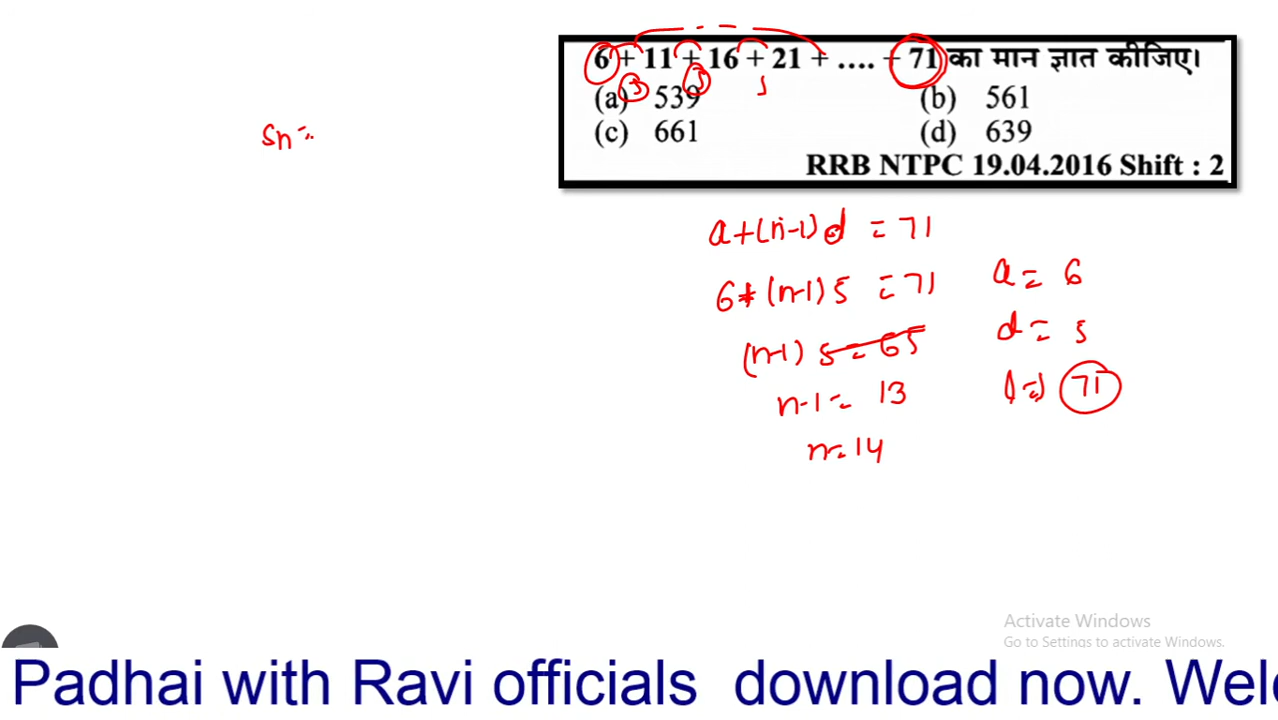 6 + 11 + 16 + 21 + .... + 71 का मान ज्ञात कीजिए।
(a) 539 (b) 561
(c) 661 (d) 639
RRB NTPC 19.04.2016 Shift : 2
Sn =
a+(n-1)d = 71
6+(n-1)5 = 71
a = 6
(n-1) 5 = 65
d = 5
n-1 = 13
l = 71
n = 14
Activate Windows
Go to Settings to activate Windows.
Padhai with Ravi officials download now. Welc